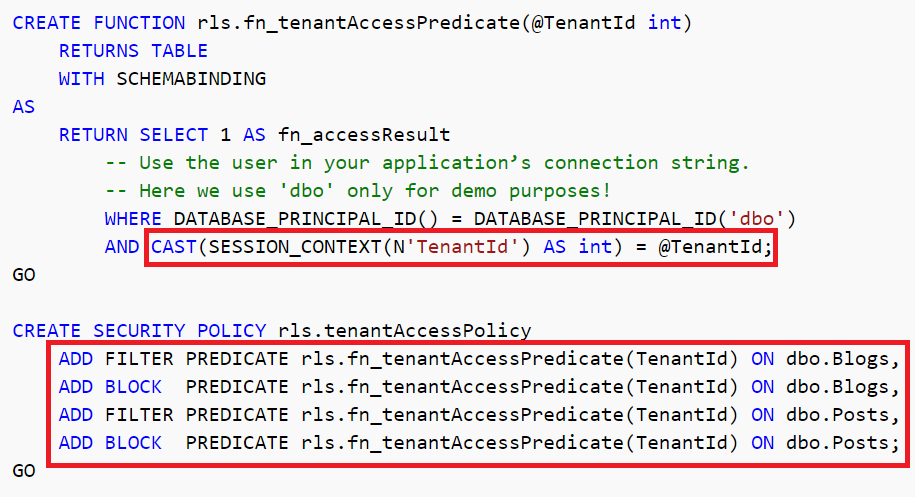 CREATE FUNCTION rls.fn_tenantAccessPredicate(@TenantId int)
    RETURNS TABLE
    WITH SCHEMABINDING
AS
    RETURN SELECT 1 AS fn_accessResult
        -- Use the user in your application’s connection string.
        -- Here we use 'dbo' only for demo purposes!
        WHERE DATABASE_PRINCIPAL_ID() = DATABASE_PRINCIPAL_ID('dbo')
        AND CAST(SESSION_CONTEXT(N'TenantId') AS int) = @TenantId;
GO

CREATE SECURITY POLICY rls.tenantAccessPolicy
    ADD FILTER PREDICATE rls.fn_tenantAccessPredicate(TenantId) ON dbo.Blogs,
    ADD BLOCK  PREDICATE rls.fn_tenantAccessPredicate(TenantId) ON dbo.Blogs,
    ADD FILTER PREDICATE rls.fn_tenantAccessPredicate(TenantId) ON dbo.Posts,
    ADD BLOCK  PREDICATE rls.fn_tenantAccessPredicate(TenantId) ON dbo.Posts;
GO